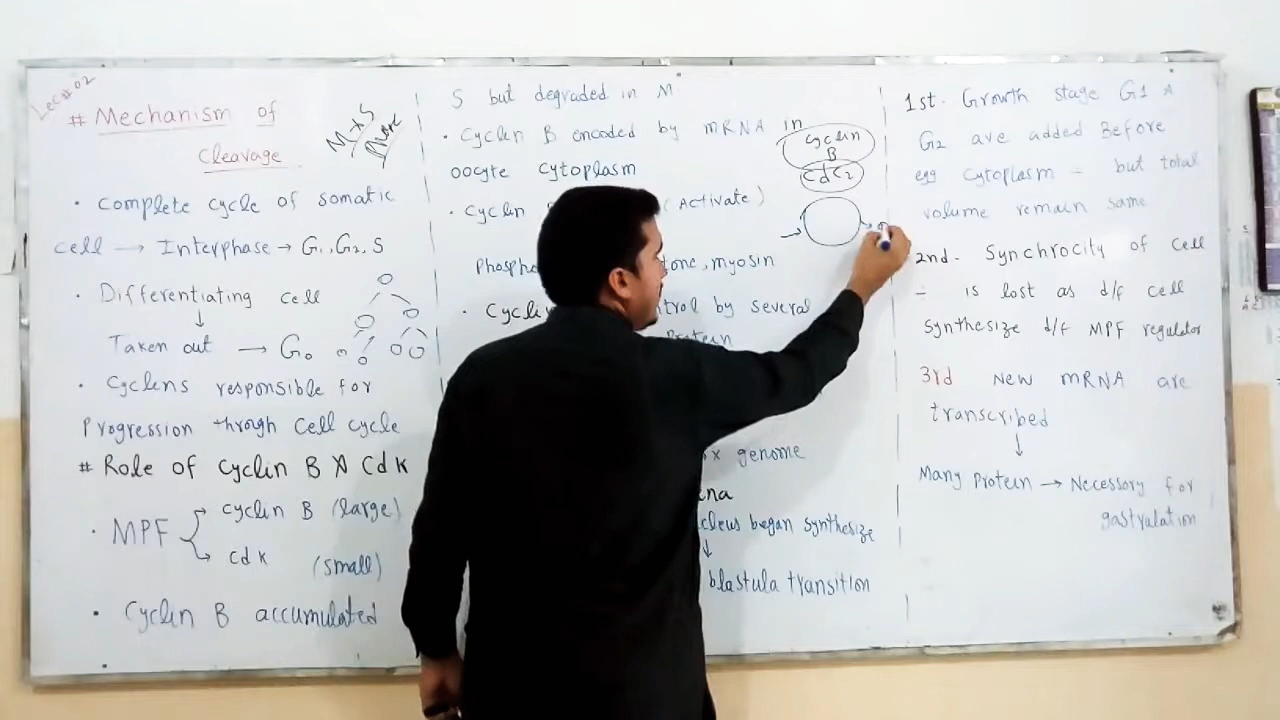 Lec # 02
# Mechanism of
Cleavage
M → S
Phase
• Complete cycle of somatic
cell → Interphase → G1, G2, S
• Differentiating cell
↓
Taken out → G0
• Cyclens responsible for
Progression through Cell cycle
# Role of Cyclin B & Cdk
• MPF
cyclin B (large)
Cdk (small)
• Cyclin B accumulated
S but degraded in M
• Cyclin B encoded by mRNA in
oocyte cytoplasm
• Cyclin (Activate)
Phospho tone, myosin
• Cycli trol by several
Protein
x genome
cleus began synthesize
↓
blastula transition
Cyclin
B
CdC2
1st. Growth stage G1 &
G2 are added Before
egg Cytoplasm - but total
volume remain same
2nd. Synchrocity of Cell
÷ is lost as d/f cell
Synthesize d/f MPF regulator
3rd New mRNA are
transcribed
↓
Many Protein → Necessary for
gastrulation